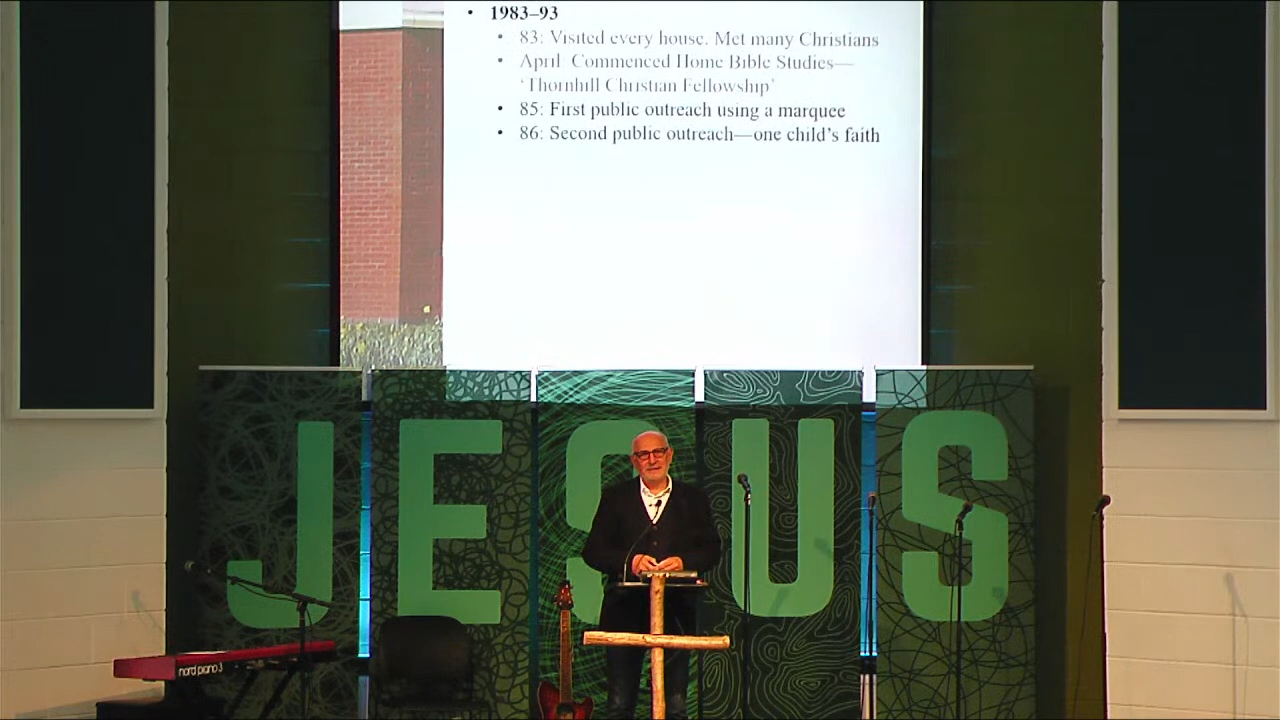 • 1983–93
• 83: Visited every house. Met many Christians
• April: Commenced Home Bible Studies—
‘Thornhill Christian Fellowship’
• 85: First public outreach using a marquee
• 86: Second public outreach—one child’s faith
JESUS
nord piano 3